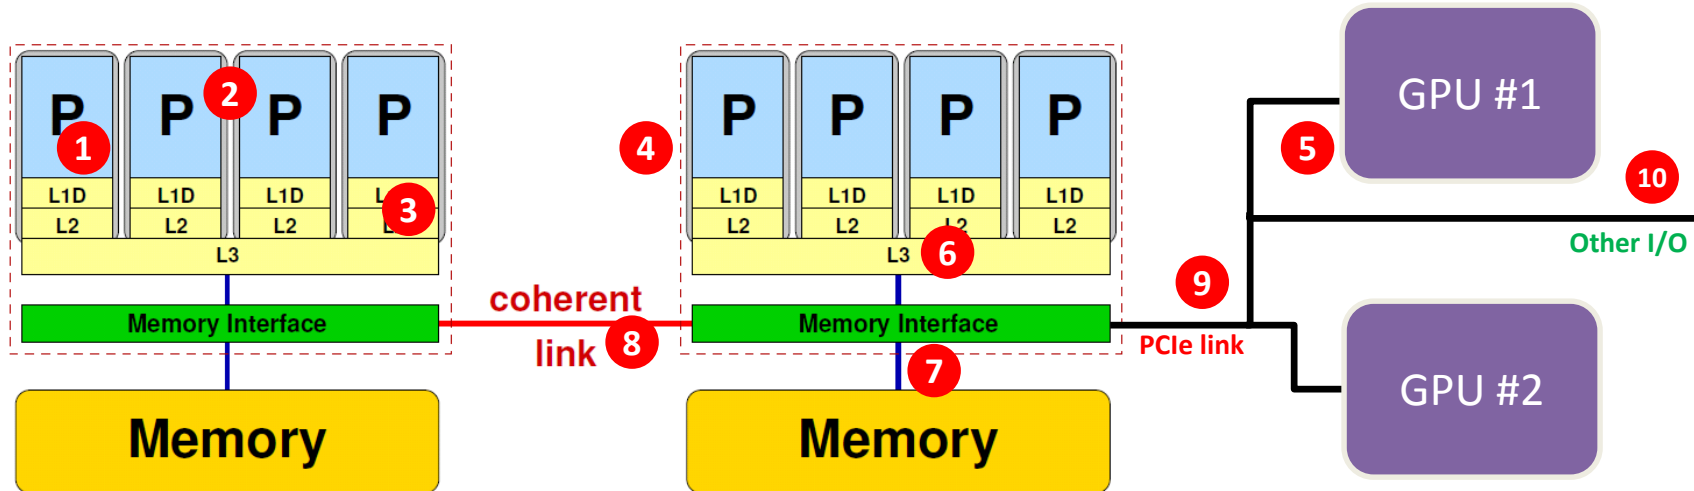 P P P P
1
2
L1D L1D L1D
3
L2 L2 L2
L3
Memory Interface
Memory
coherent
link
8
4
P P P P
L1D L1D L1D L1D
L2 L2 L2 L2
L3
6
Memory Interface
7
Memory
9
PCIe link
5
GPU #1
10
Other I/O
GPU #2